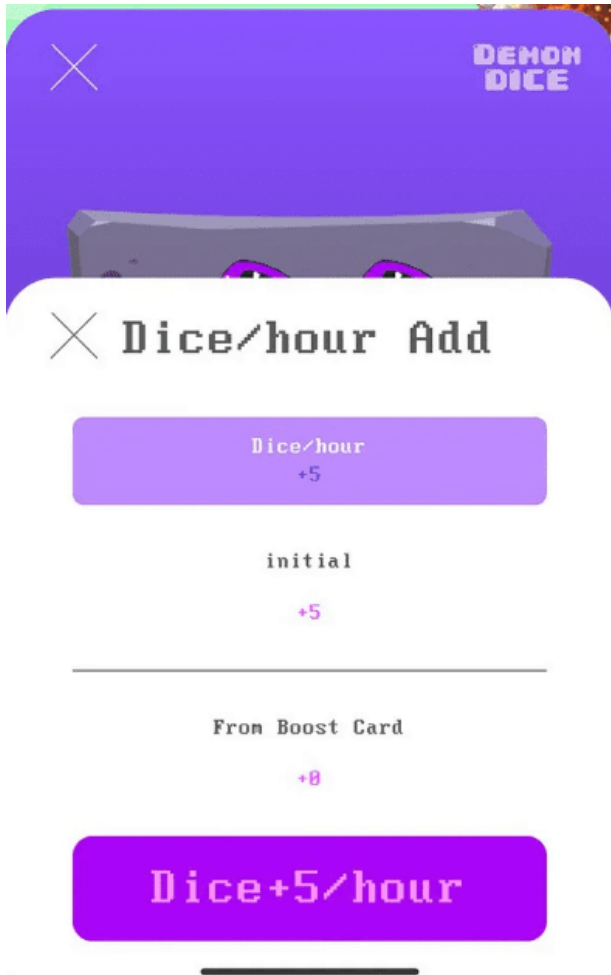 DEMON
DICE
Dice/hour Add
Dice/hour
+5
initial
+5
From Boost Card
+0
Dice+5/hour